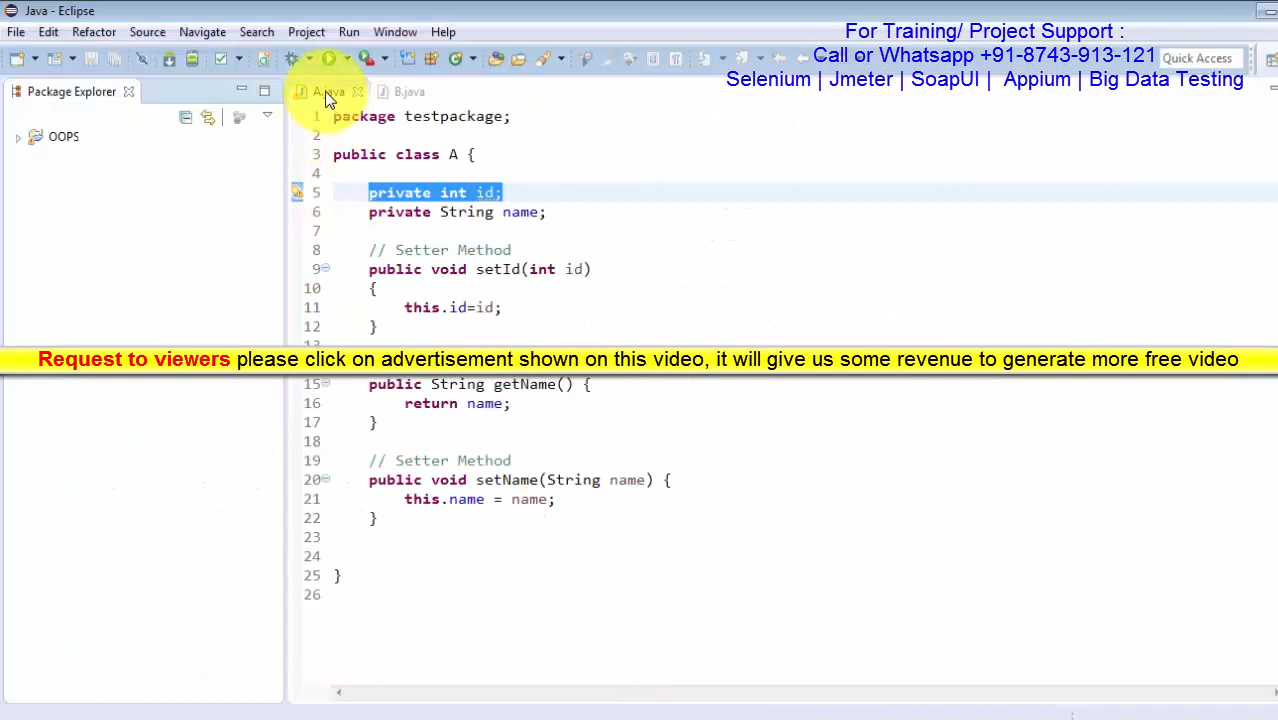 Java - Eclipse
File Edit Refactor Source Navigate Search Project Run Window Help
For Training/ Project Support :
Call or Whatsapp +91-8743-913-121
Selenium | Jmeter | SoapUI | Appium | Big Data Testing
Quick Access
Package Explorer
OOPS
A.java B.java
1 package testpackage;
2
3 public class A {
4
5 private int id;
6 private String name;
7
8 // Setter Method
9 public void setId(int id)
10 {
11 this.id=id;
12 }
Request to viewers please click on advertisement shown on this video, it will give us some revenue to generate more free video
15 public String getName() {
16 return name;
17 }
18
19 // Setter Method
20 public void setName(String name) {
21 this.name = name;
22 }
23
24
25 }
26